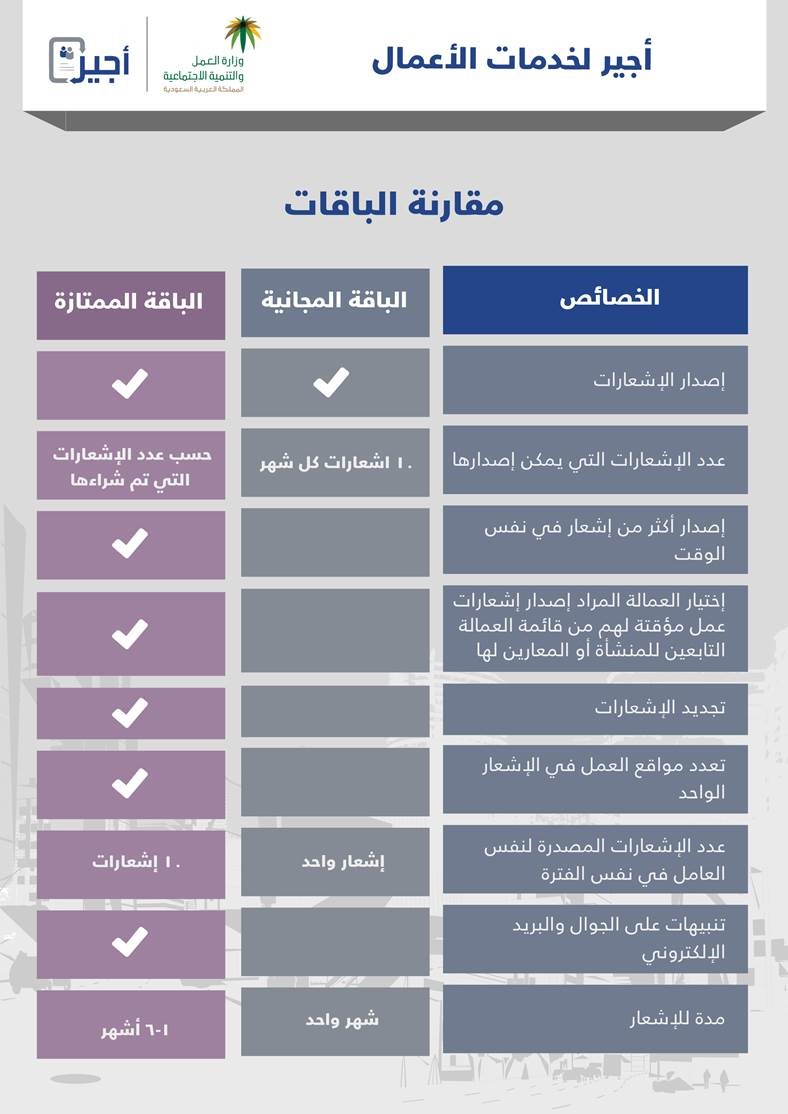 أجير لخدمات الأعمال
وزارة العمل
والتنمية الاجتماعية
المملكة العربية السعودية
أجير
مقارنة الباقات
الخصائص
الباقة المجانية
الباقة الممتازة
إصدار الإشعارات
عدد الإشعارات التي يمكن إصدارها
١٠ اشعارات كل شهر
حسب عدد الإشعارات
التي تم شراءها
إصدار أكثر من إشعار في نفس
الوقت
إختيار العمالة المراد إصدار إشعارات
عمل مؤقتة لهم من قائمة العمالة
التابعين للمنشأة أو المعارين لها
تجديد الإشعارات
تعدد مواقع العمل في الإشعار
الواحد
عدد الإشعارات المصدرة لنفس
العامل في نفس الفترة
إشعار واحد
١٠ إشعارات
تنبيهات على الجوال والبريد
الإلكتروني
مدة للإشعار
شهر واحد
١-٦ أشهر